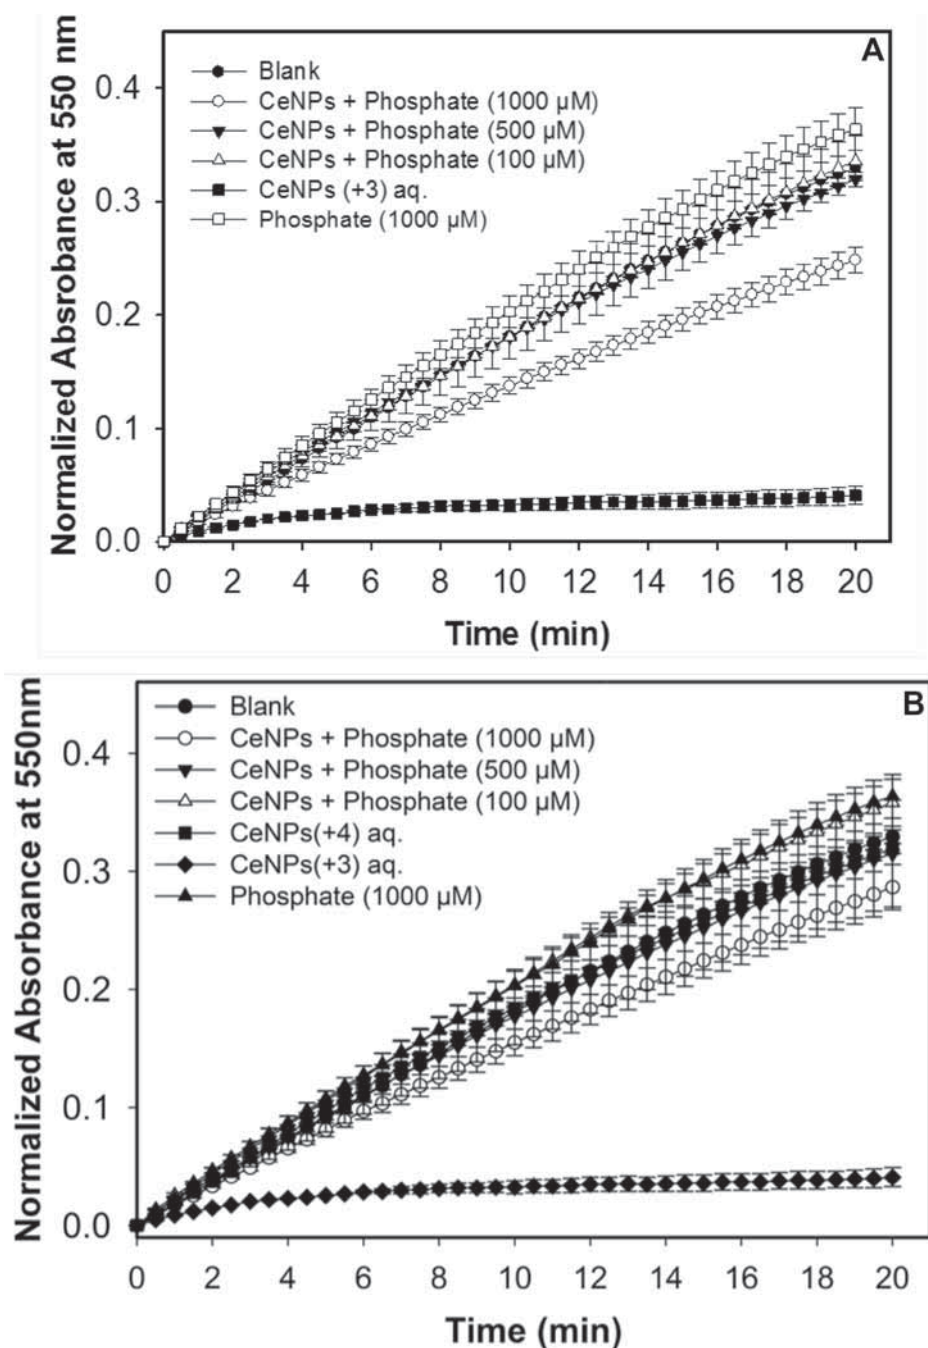 A
Blank
CeNPs + Phosphate (1000 µM)
CeNPs + Phosphate (500 µM)
CeNPs + Phosphate (100 µM)
CeNPs (+3) aq.
Phosphate (1000 µM)
Normalized Absrobance at 550 nm
0.4
0.3
0.2
0.1
0.0
0 2 4 6 8 10 12 14 16 18 20
Time (min)
B
Blank
CeNPs + Phosphate (1000 µM)
CeNPs + Phosphate (500 µM)
CeNPs + Phosphate (100 µM)
CeNPs(+4) aq.
CeNPs(+3) aq.
Phosphate (1000 µM)
Normalized Absorbance at 550nm
0.4
0.3
0.2
0.1
0.0
0 2 4 6 8 10 12 14 16 18 20
Time (min)